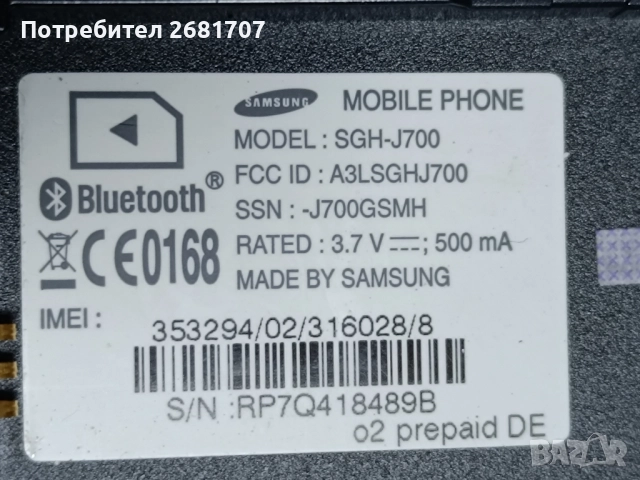 Потребител 2681707
SAMSUNG MOBILE PHONE
MODEL : SGH-J700
FCC ID : A3LSGHJ700
Bluetooth®
SSN : -J700GSMH
CE0168
RATED : 3.7 V ⎓; 500 mA
MADE BY SAMSUNG
IMEI :
353294/02/316028/8
S/N :RP7Q418489B
o2 prepaid DE
BAZAR